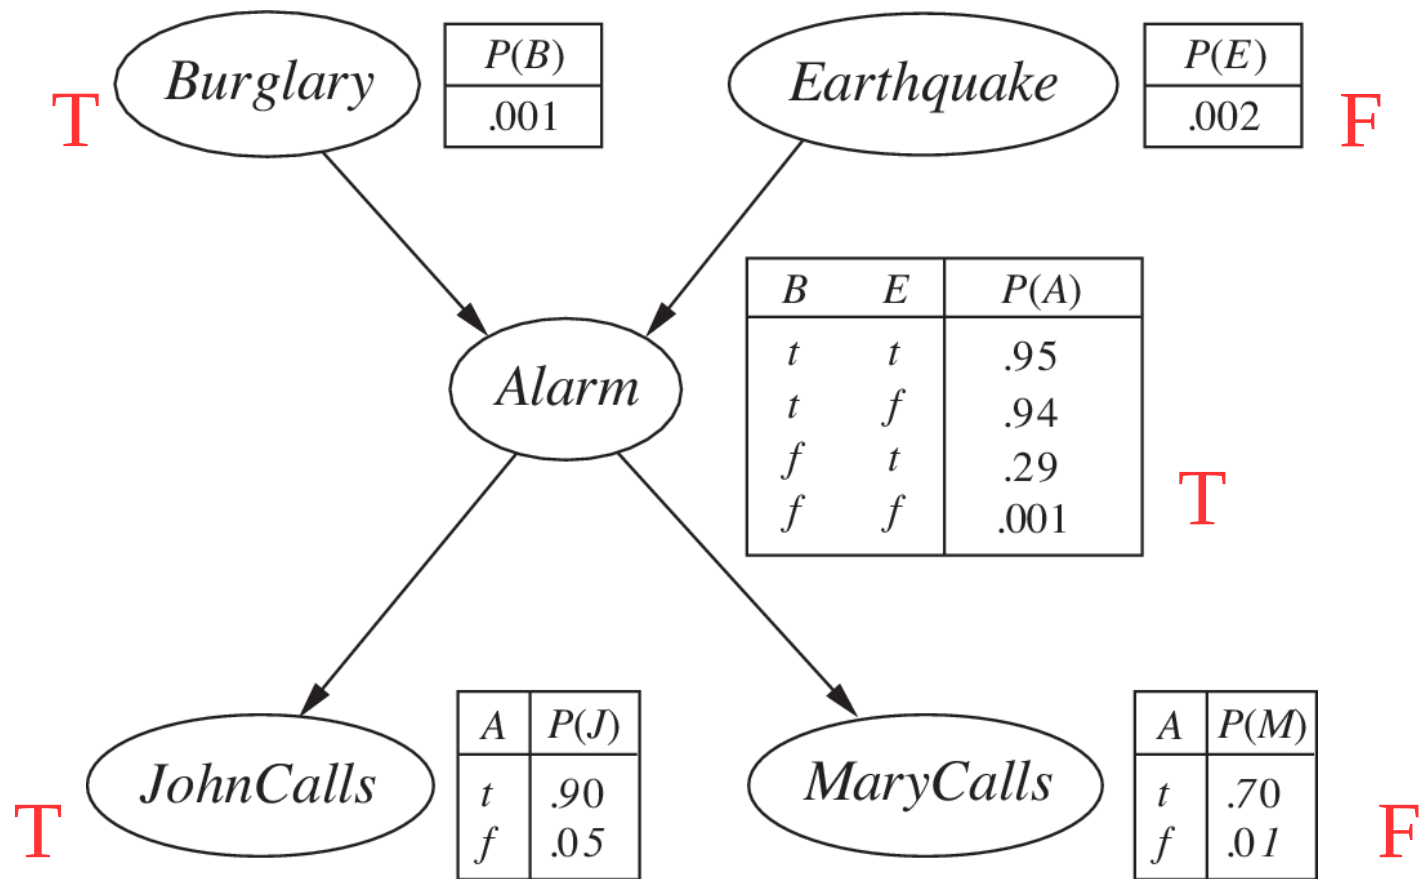 Burglary
P(B)
.001
T
Earthquake
P(E)
.002
F
Alarm
B E P(A)
t t .95
t f .94
f t .29
f f .001
T
JohnCalls
A P(J)
t .90
f .05
T
MaryCalls
A P(M)
t .70
f .01
F